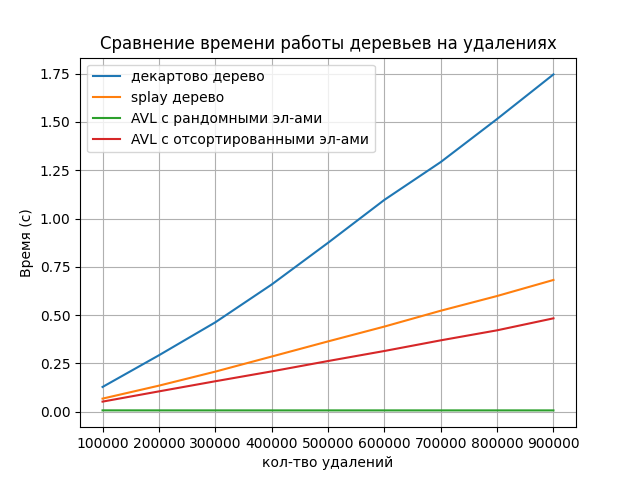 Сравнение времени работы деревьев на удалениях
декартово дерево
splay дерево
AVL с рандомными эл-ами
AVL с отсортированными эл-ами
Время (с)
1.75
1.50
1.25
1.00
0.75
0.50
0.25
0.00
100000 200000 300000 400000 500000 600000 700000 800000 900000
кол-тво удалений